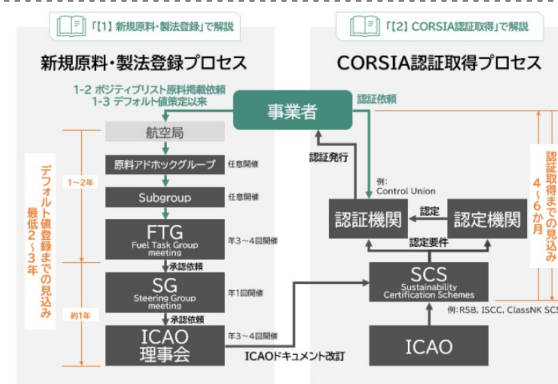 「【1】新規原料・製法登録」で解説
「【2】CORSIA認証取得」で解説
新規原料・製法登録プロセス
CORSIA認証取得プロセス
1-2 ポジティブリスト原料掲載依頼
1-3 デフォルト値策定以来
事業者
認証依頼
航空局
原料アドホックグループ
任意開催
Subgroup
任意開催
FTG
Fuel Task Group
meeting
年3~4回開催
承認依頼
SG
Steering Group
meeting
年1回開催
承認依頼
ICAO
理事会
年3~4回開催
1~2年
約1年
デフォルト値登録までの見込み
最低2~3年
認証発行
例:
Control Union
認証機関
認定
認定機関
認定要件
SCS
Sustainability
Certification Schemes
例:RSB, ISCC, ClassNK SCS
ICAO
ICAOドキュメント改訂
認証取得までの見込み
4~6か月